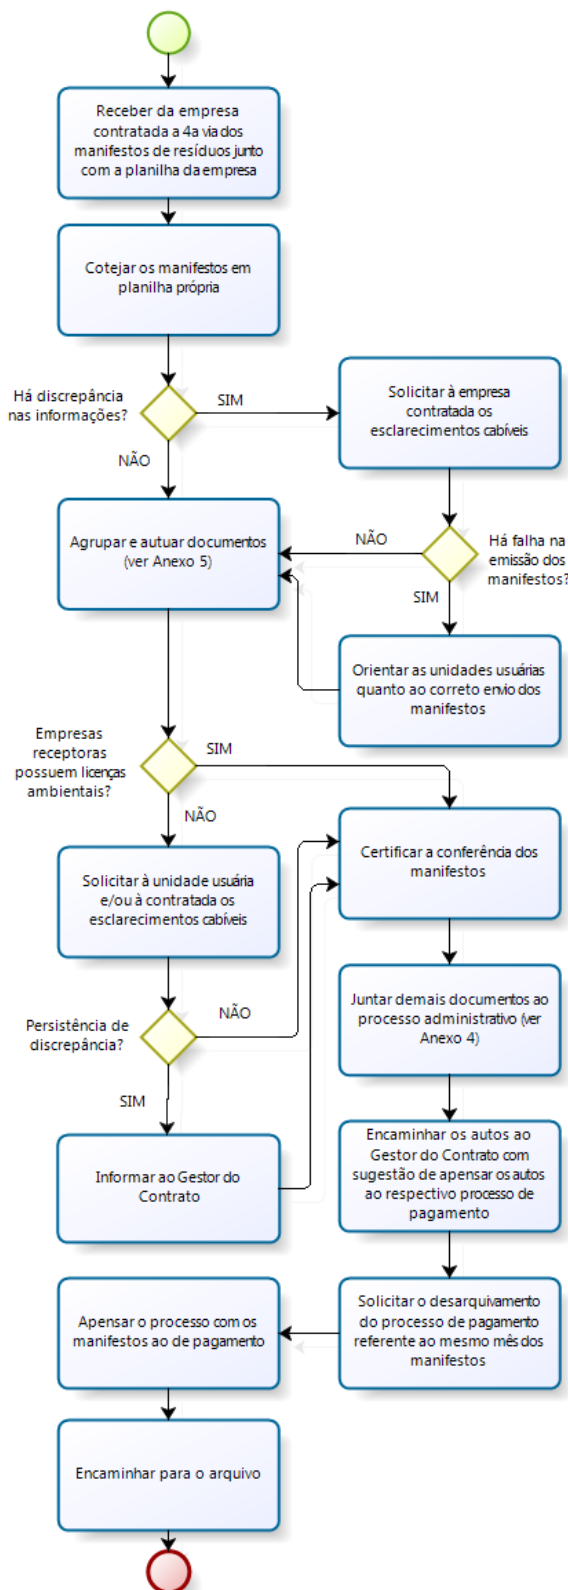 Receber da empresa
contratada a 4a via dos
manifestos de resíduos junto
com a planilha da empresa
Cotejar os manifestos em
planilha própria
Há discrepância
nas informações?
SIM
NÃO
Solicitar à empresa
contratada os
esclarecimentos cabíveis
Agrupar e autuar documentos
(ver Anexo 5)
NÃO
Há falha na
emissão dos
manifestos?
SIM
Orientar as unidades usuárias
quanto ao correto envio dos
manifestos
Empresas
receptoras
possuem licenças
ambientais?
SIM
NÃO
Certificar a conferência dos
manifestos
Solicitar à unidade usuária
e/ou à contratada os
esclarecimentos cabíveis
Persistência de
discrepância?
NÃO
SIM
Juntar demais documentos ao
processo administrativo (ver
Anexo 4)
Informar ao Gestor do
Contrato
Encaminhar os autos ao
Gestor do Contrato com
sugestão de apensar os autos
ao respectivo processo de
pagamento
Solicitar o desarquivamento
do processo de pagamento
referente ao mesmo mês dos
manifestos
Apensar o processo com os
manifestos ao de pagamento
Encaminhar para o arquivo